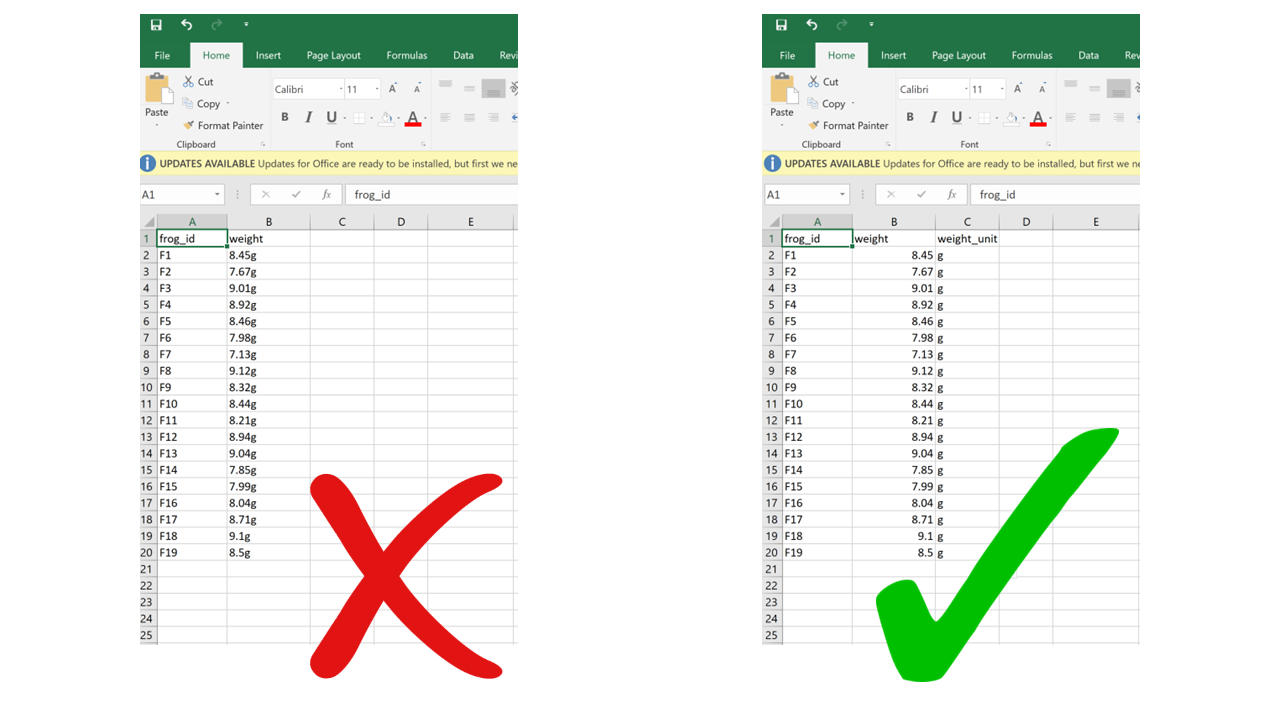 File Home Insert Page Layout Formulas Data Revi
Cut
Copy
Paste
Format Painter
Calibri 11 A A
B I U A
Clipboard Font
UPDATES AVAILABLE Updates for Office are ready to be installed, but first we ne
A1 fx frog_id
A B C D E
1 frog_id weight
2 F1 8.45g
3 F2 7.67g
4 F3 9.01g
5 F4 8.92g
6 F5 8.46g
7 F6 7.98g
8 F7 7.13g
9 F8 9.12g
10 F9 8.32g
11 F10 8.44g
12 F11 8.21g
13 F12 8.94g
14 F13 9.04g
15 F14 7.85g
16 F15 7.99g
17 F16 8.04g
18 F17 8.71g
19 F18 9.1g
20 F19 8.5g
21
22
23
24
25
File Home Insert Page Layout Formulas Data Rev
Cut
Copy
Paste
Format Painter
Calibri 11 A A
B I U A
Clipboard Font
UPDATES AVAILABLE Updates for Office are ready to be installed, but first we ne
A1 fx frog_id
A B C D E
1 frog_id weight weight_unit
2 F1 8.45 g
3 F2 7.67 g
4 F3 9.01 g
5 F4 8.92 g
6 F5 8.46 g
7 F6 7.98 g
8 F7 7.13 g
9 F8 9.12 g
10 F9 8.32 g
11 F10 8.44 g
12 F11 8.21 g
13 F12 8.94 g
14 F13 9.04 g
15 F14 7.85 g
16 F15 7.99 g
17 F16 8.04 g
18 F17 8.71 g
19 F18 9.1 g
20 F19 8.5 g
21
22
23
24
25